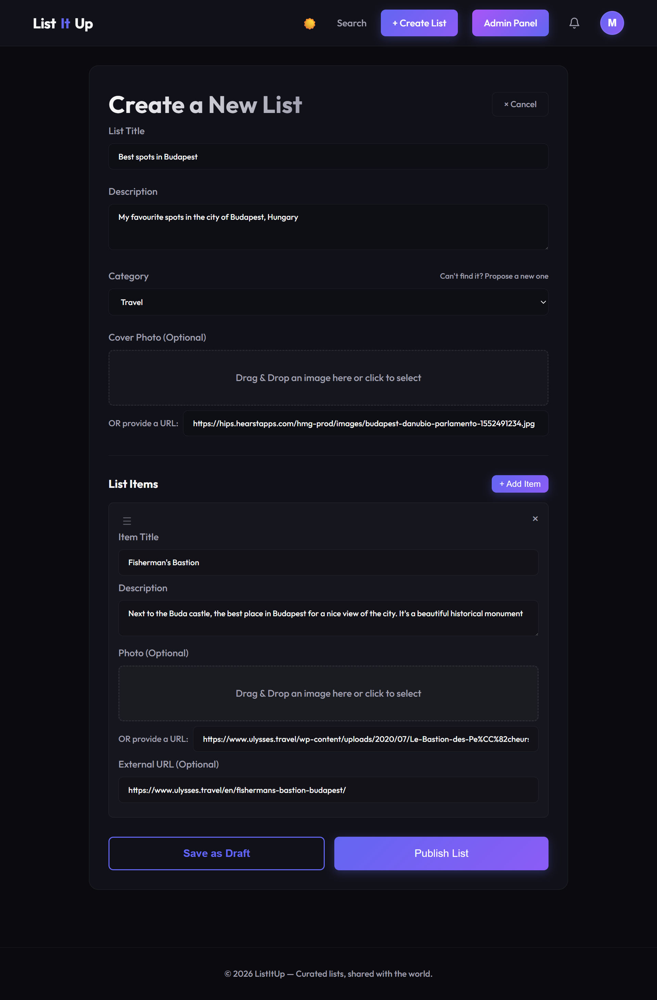 List It Up
Search
+ Create List
Admin Panel
M
Create a New List
× Cancel
List Title
Best spots in Budapest
Description
My favourite spots in the city of Budapest, Hungary
Category
Can't find it? Propose a new one
Travel
Cover Photo (Optional)
Drag & Drop an image here or click to select
OR provide a URL:
https://hips.hearstapps.com/hmg-prod/images/budapest-danubio-parlamento-1552491234.jpg
List Items
+ Add Item
×
Item Title
Fisherman's Bastion
Description
Next to the Buda castle, the best place in Budapest for a nice view of the city. It's a beautiful historical monument
Photo (Optional)
Drag & Drop an image here or click to select
OR provide a URL:
https://www.ulysses.travel/wp-content/uploads/2020/07/Le-Bastion-des-Pe%CC%82cheurs
External URL (Optional)
https://www.ulysses.travel/en/fishermans-bastion-budapest/
Save as Draft
Publish List
© 2026 ListItUp — Curated lists, shared with the world.